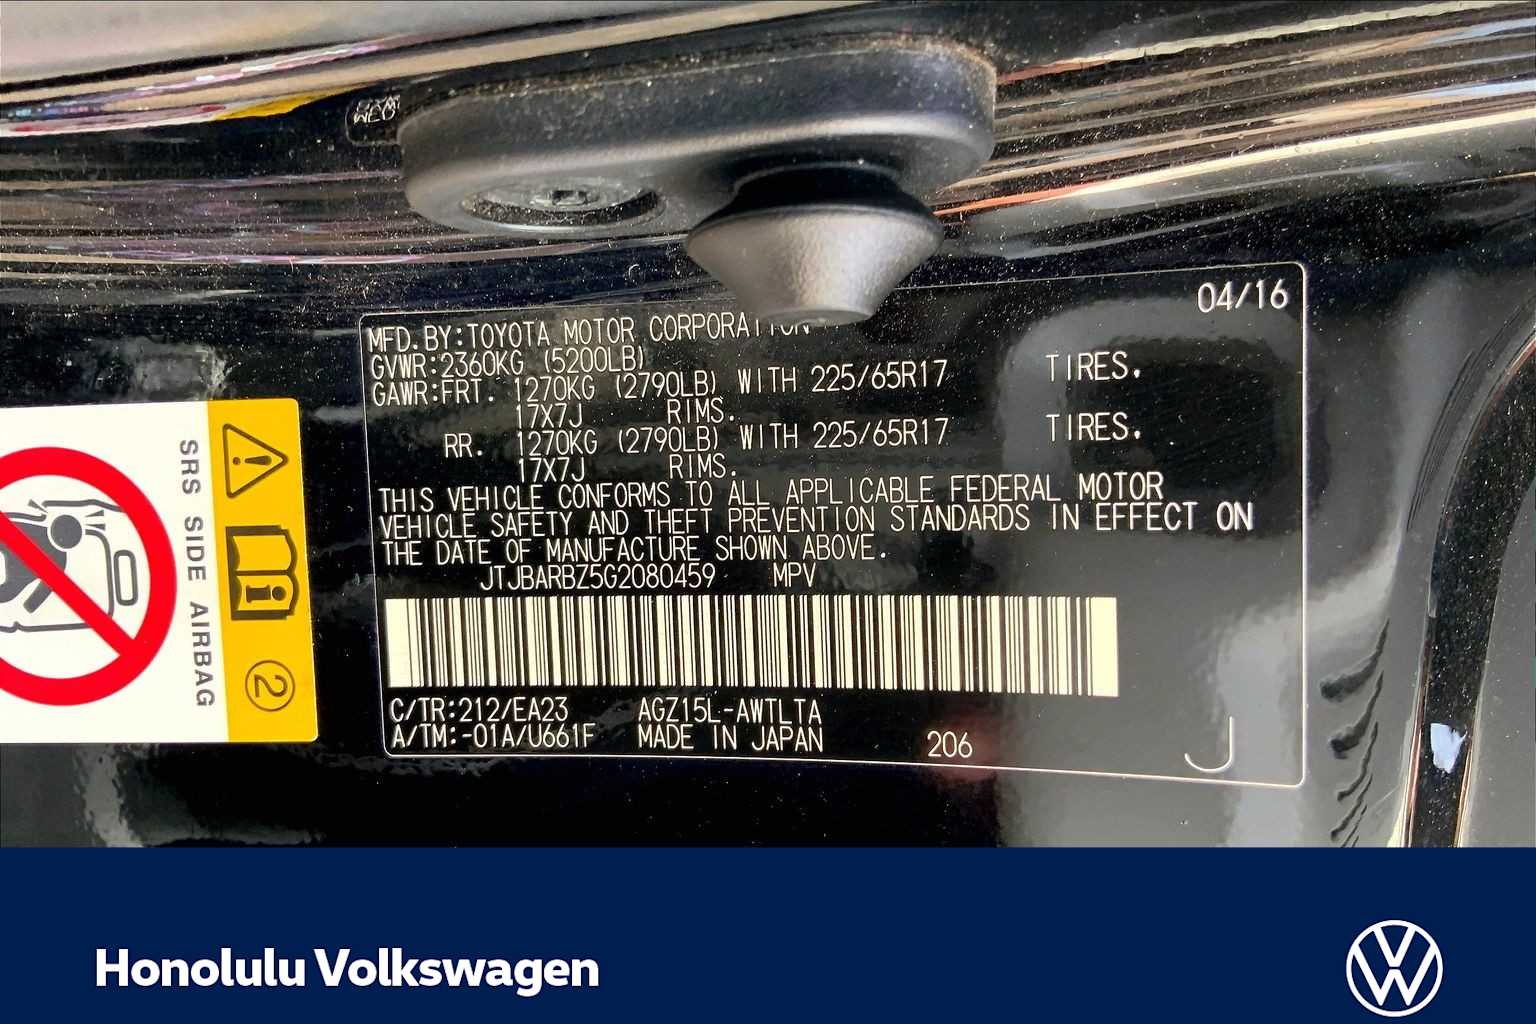 04/16
MFD.BY:TOYOTA MOTOR CORPORATION
GVWR:2360KG (5200LB)
GAWR:FRT. 1270KG (2790LB) WITH 225/65R17 TIRES.
17X7J RIMS.
RR. 1270KG (2790LB) WITH 225/65R17 TIRES.
17X7J RIMS.
THIS VEHICLE CONFORMS TO ALL APPLICABLE FEDERAL MOTOR
VEHICLE SAFETY AND THEFT PREVENTION STANDARDS IN EFFECT ON
THE DATE OF MANUFACTURE SHOWN ABOVE.
JTJBARBZ5G2080459 MPV
C/TR:212/EA23 AGZ15L-AWTLTA
A/TM:-01A/U661F MADE IN JAPAN 206 J
SRS SIDE AIRBAG
2
Honolulu Volkswagen